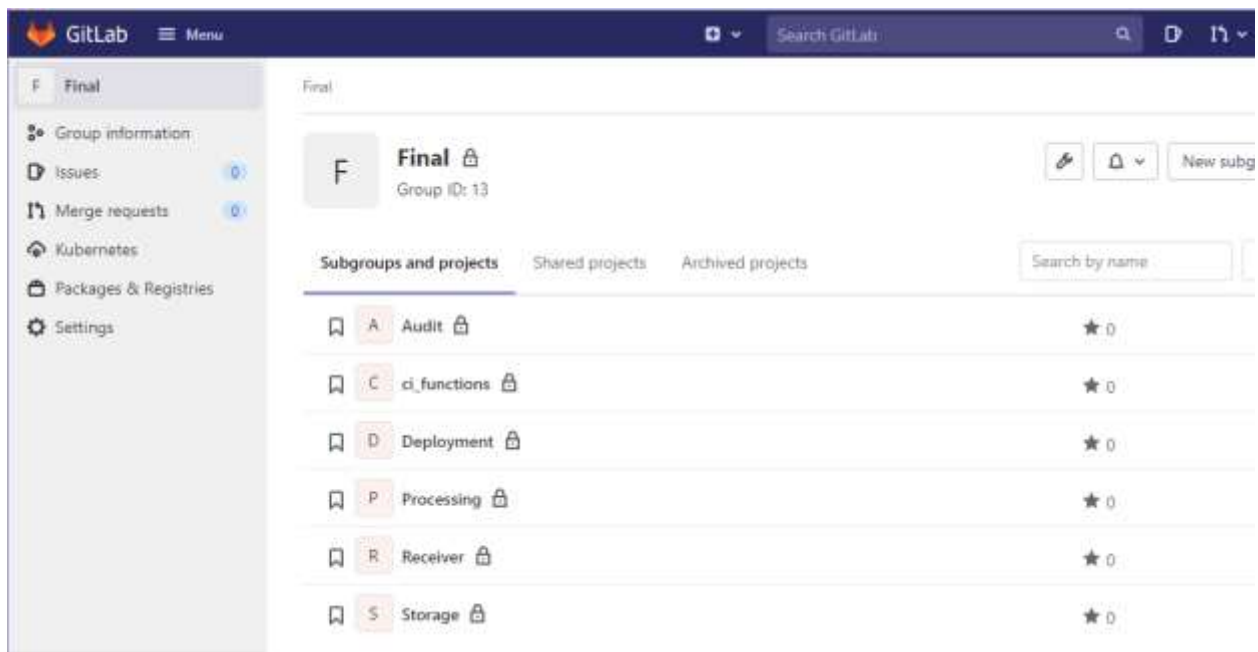 GitLab Menu Search GitLab
F Final
Group information
Issues 0
Merge requests 0
Kubernetes
Packages & Registries
Settings
Final
F
Final
Group ID: 13
New subg
Subgroups and projects Shared projects Archived projects Search by name
A Audit 0
C ci_functions 0
D Deployment 0
P Processing 0
R Receiver 0
S Storage 0